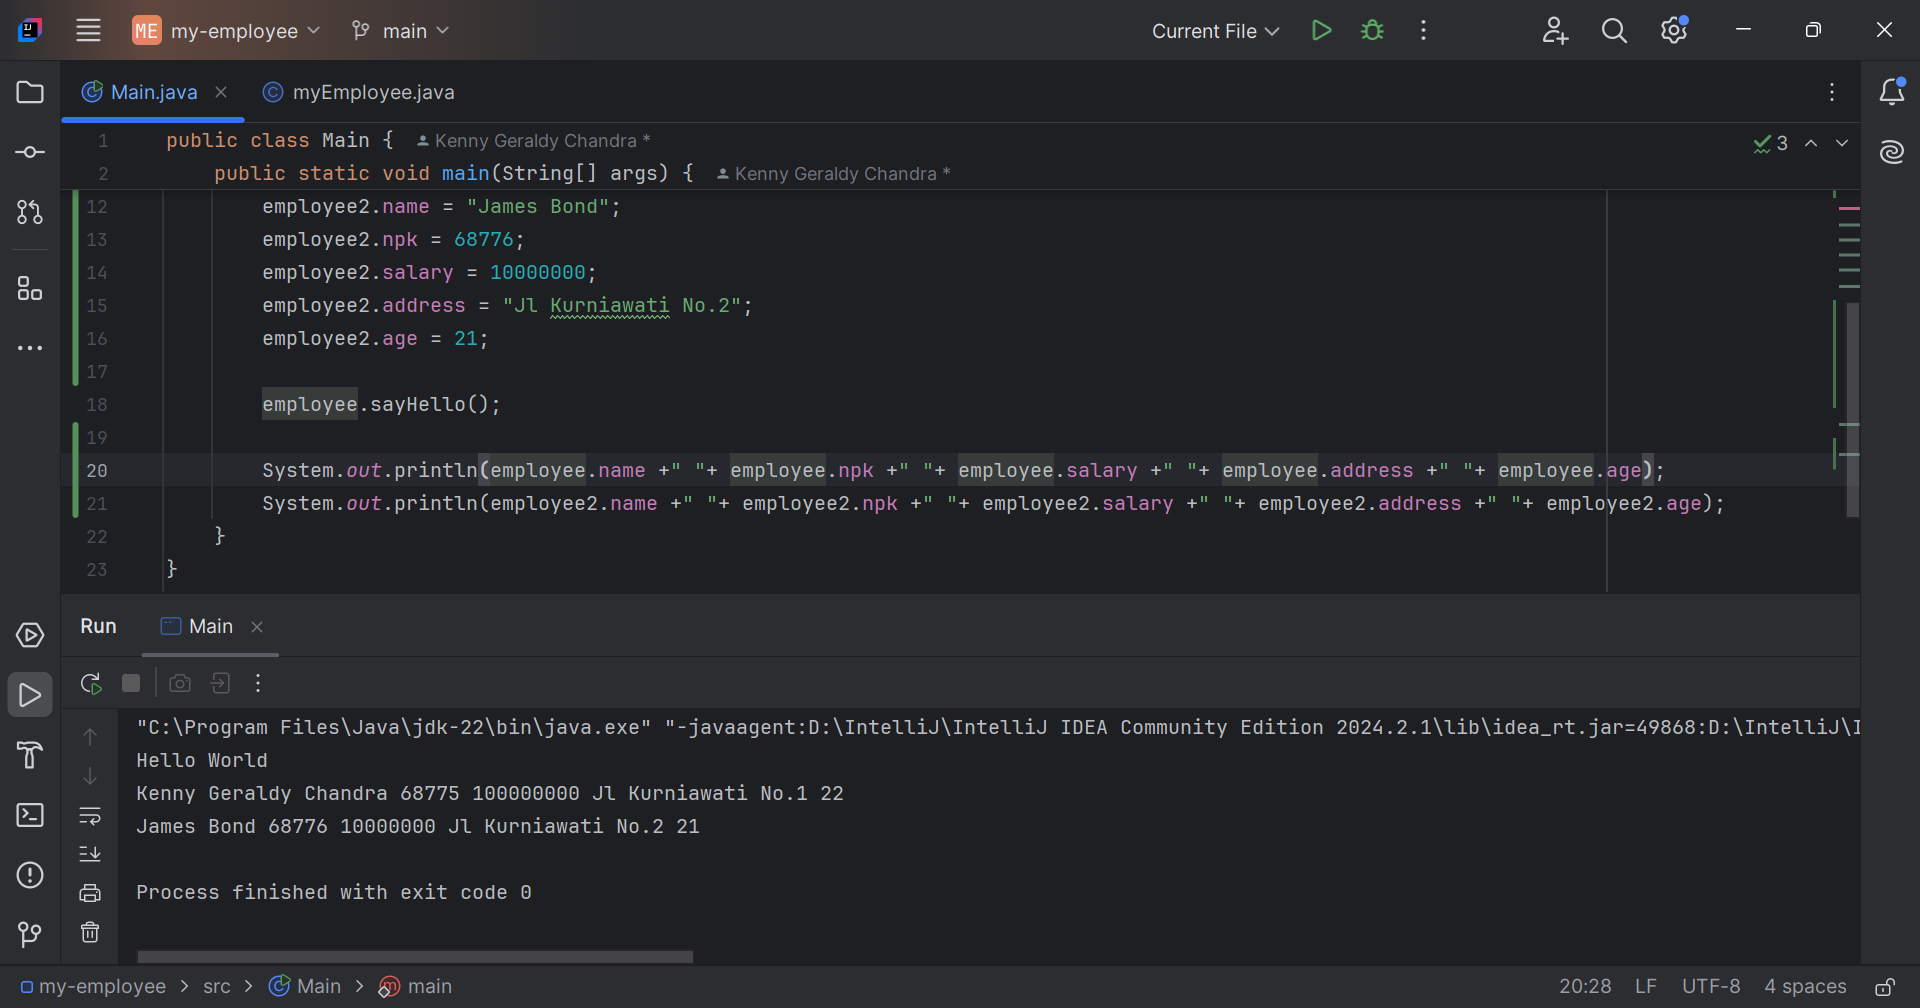 ME my-employee main Current File
Main.java myEmployee.java
1 public class Main { Kenny Geraldy Chandra *
3
2 public static void main(String[] args) { Kenny Geraldy Chandra *
12 employee2.name = "James Bond";
13 employee2.npk = 68776;
14 employee2.salary = 10000000;
15 employee2.address = "Jl Kurniawati No.2";
16 employee2.age = 21;
17
18 employee.sayHello();
19
20 System.out.println(employee.name +" "+ employee.npk +" "+ employee.salary +" "+ employee.address +" "+ employee.age);
21 System.out.println(employee2.name +" "+ employee2.npk +" "+ employee2.salary +" "+ employee2.address +" "+ employee2.age);
22 }
23 }
Run Main
"C:\Program Files\Java\jdk-22\bin\java.exe" "-javaagent:D:\IntelliJ\IntelliJ IDEA Community Edition 2024.2.1\lib\idea_rt.jar=49868:D:\IntelliJ\I
Hello World
Kenny Geraldy Chandra 68775 100000000 Jl Kurniawati No.1 22
James Bond 68776 10000000 Jl Kurniawati No.2 21
Process finished with exit code 0
my-employee > src > Main > main 20:28 LF UTF-8 4 spaces